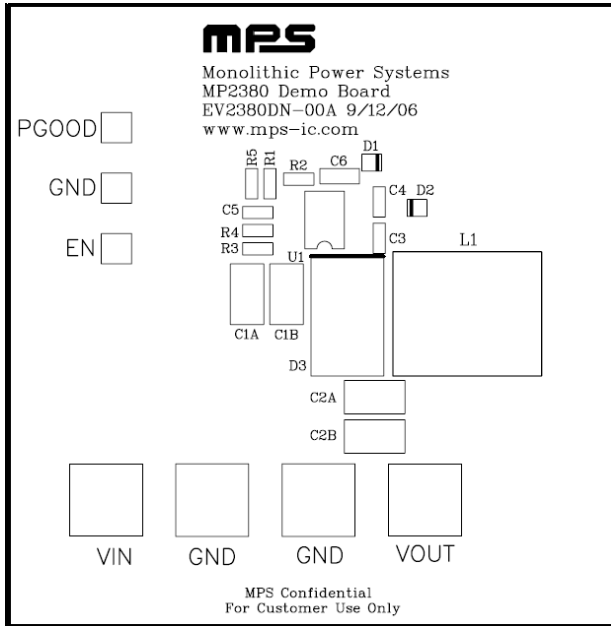 mps
Monolithic Power Systems
MP2380 Demo Board
EV2380DN-00A 9/12/06
www.mps-ic.com
PGOOD
GND
EN
R5
R1
R2
C6
D1
C5
R4
R3
C4
D2
C3
U1
L1
C1A
C1B
D3
C2A
C2B
VIN
GND
GND
VOUT
MPS Confidential
For Customer Use Only